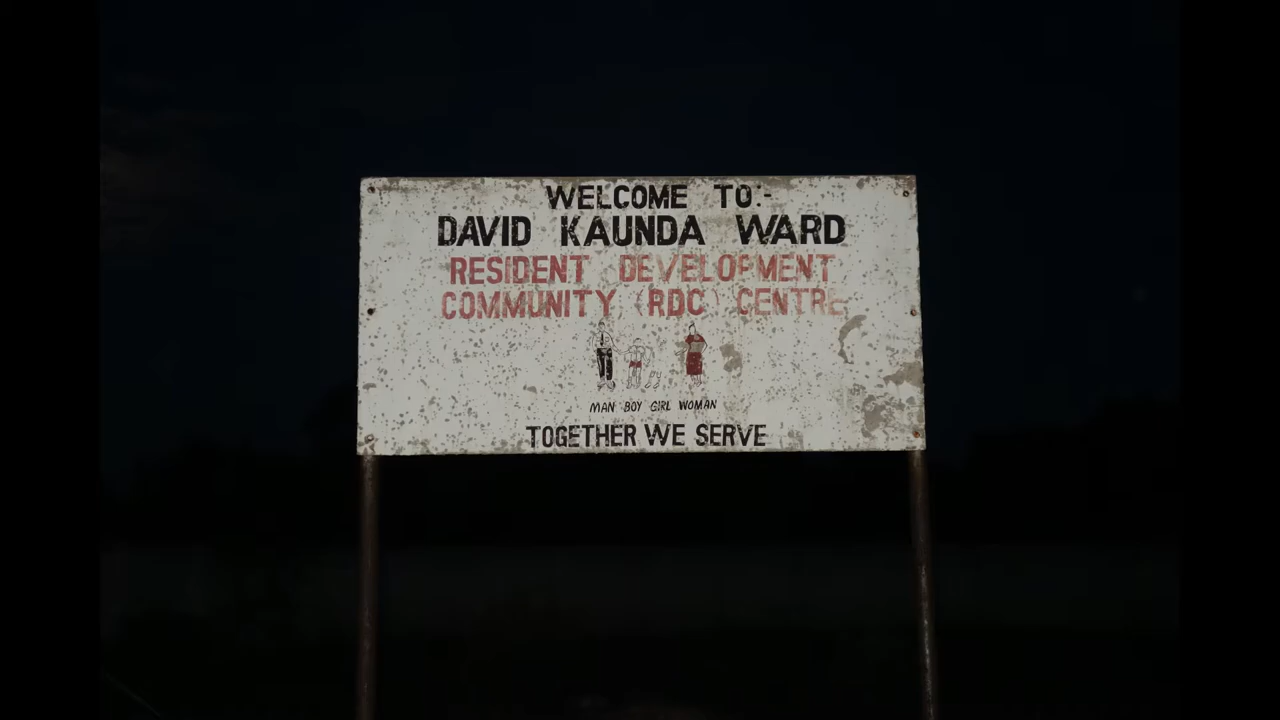 WELCOME TO:-
DAVID KAUNDA WARD
RESIDENT DEVELOPMENT
COMMUNITY (RDC) CENTRE
MAN BOY GIRL WOMAN
TOGETHER WE SERVE